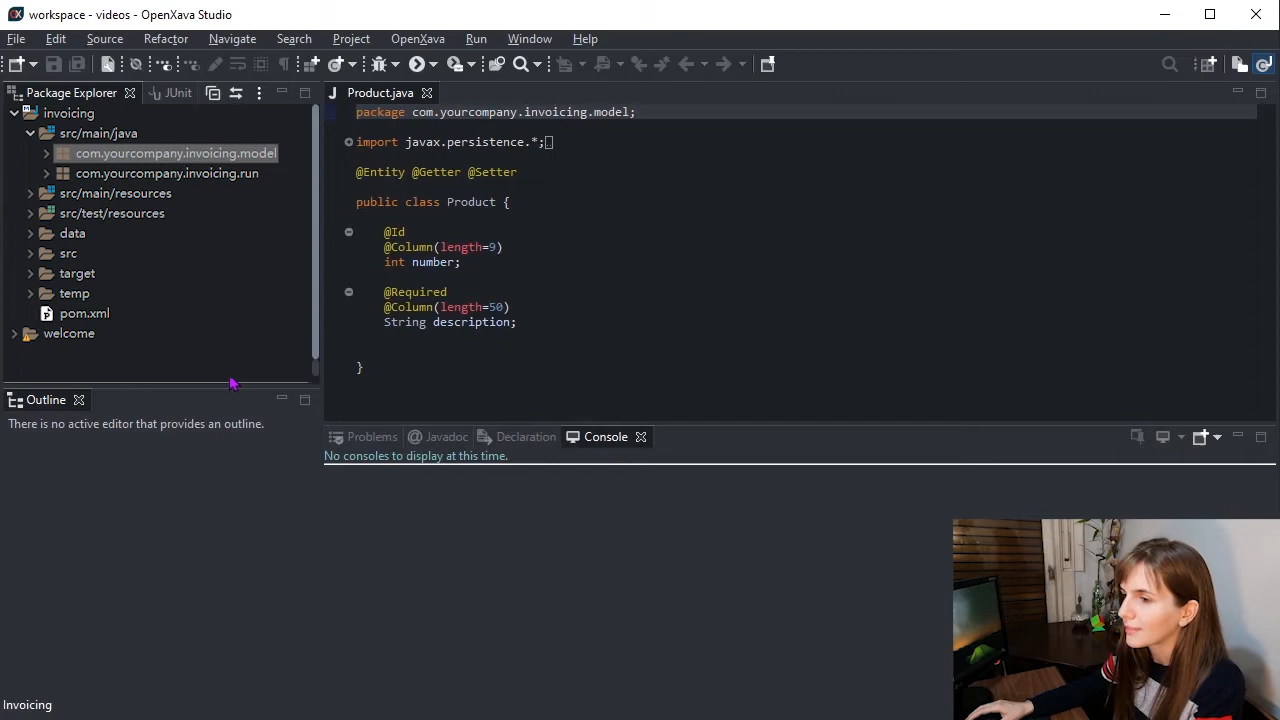 workspace - videos - OpenXava Studio
File Edit Source Refactor Navigate Search Project OpenXava Run Window Help
Package Explorer JUnit
invoicing
src/main/java
com.yourcompany.invoicing.model
com.yourcompany.invoicing.run
src/main/resources
src/test/resources
data
src
target
temp
pom.xml
welcome
Outline
There is no active editor that provides an outline.
Product.java
package com.yourcompany.invoicing.model;
import javax.persistence.*;
@Entity @Getter @Setter
public class Product {
@Id
@Column(length=9)
int number;
@Required
@Column(length=50)
String description;
}
Problems @ Javadoc Declaration Console
No consoles to display at this time.
Invoicing